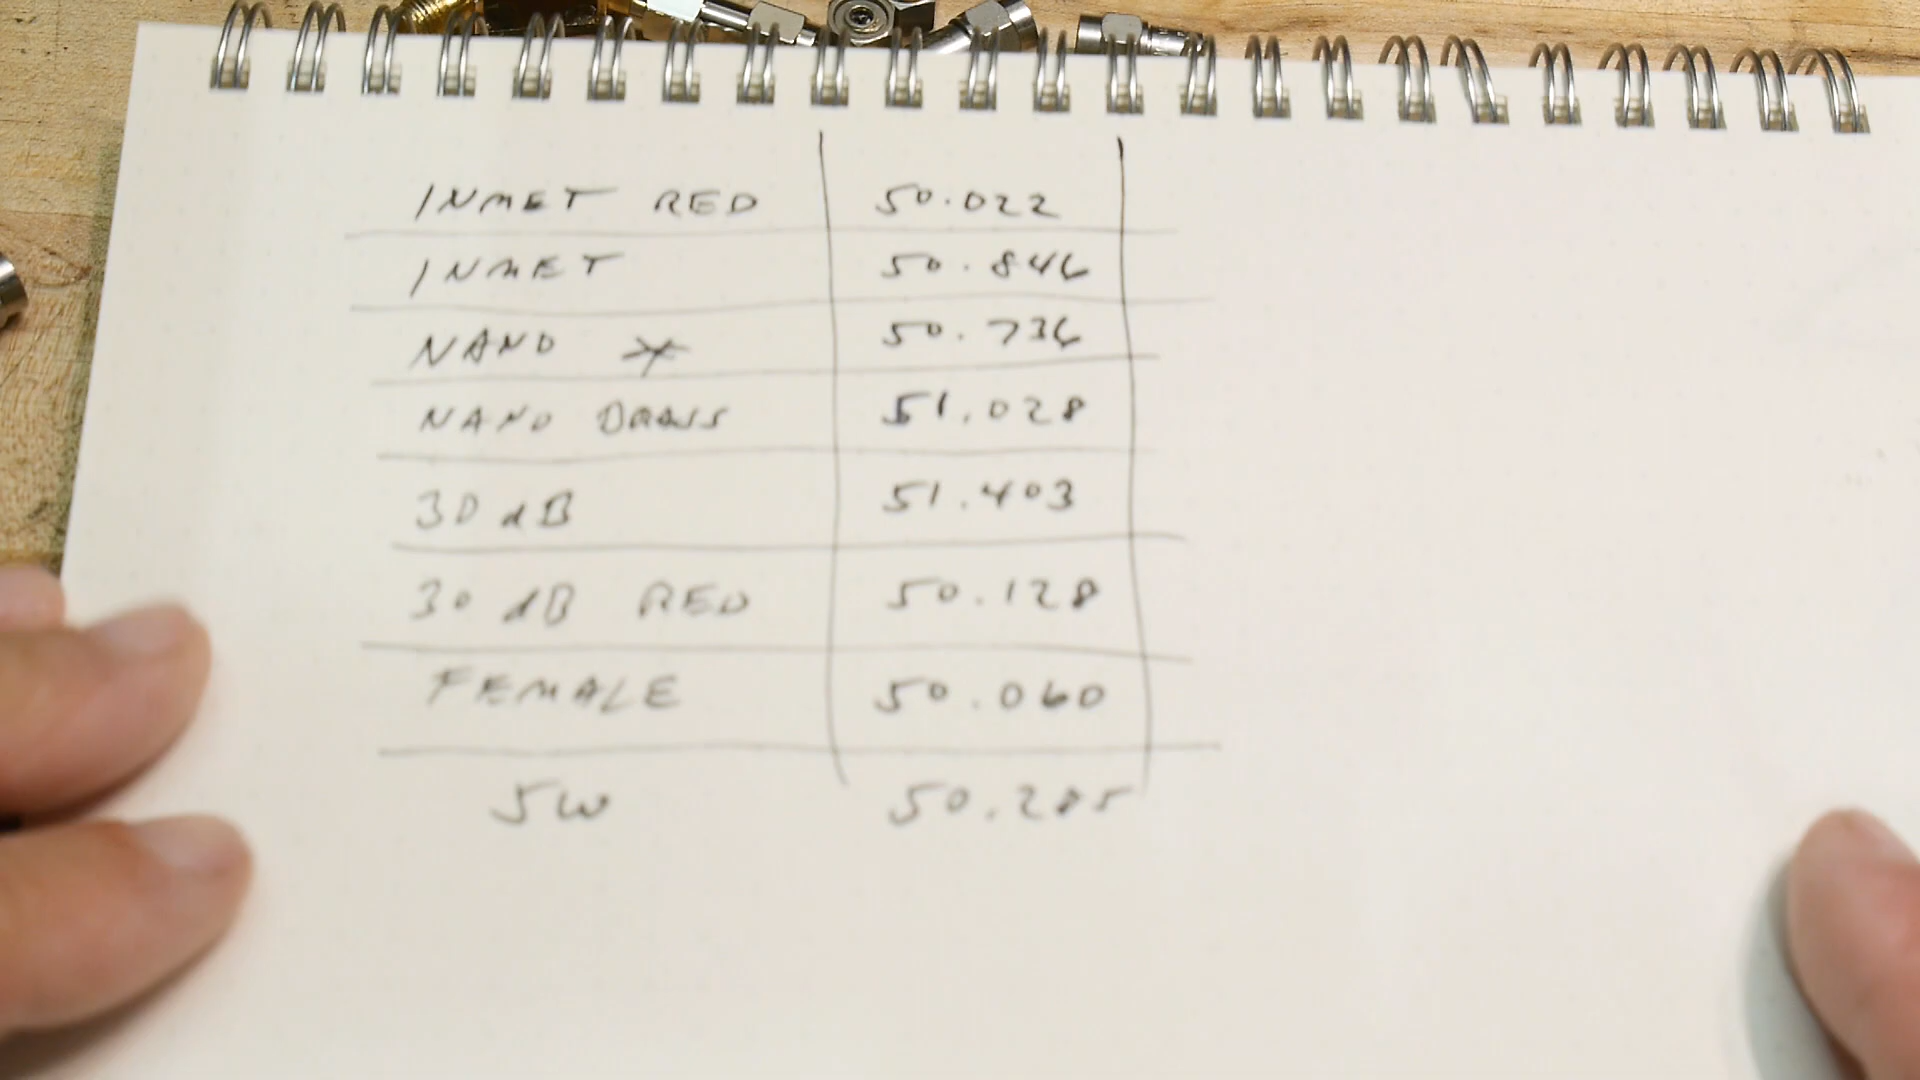 INMET RED 50.022
INMET 50.846
NANO * 50.736
NANO BRASS 51.028
30 dB 51.403
30 dB RED 50.128
FEMALE 50.060
5W 50.285